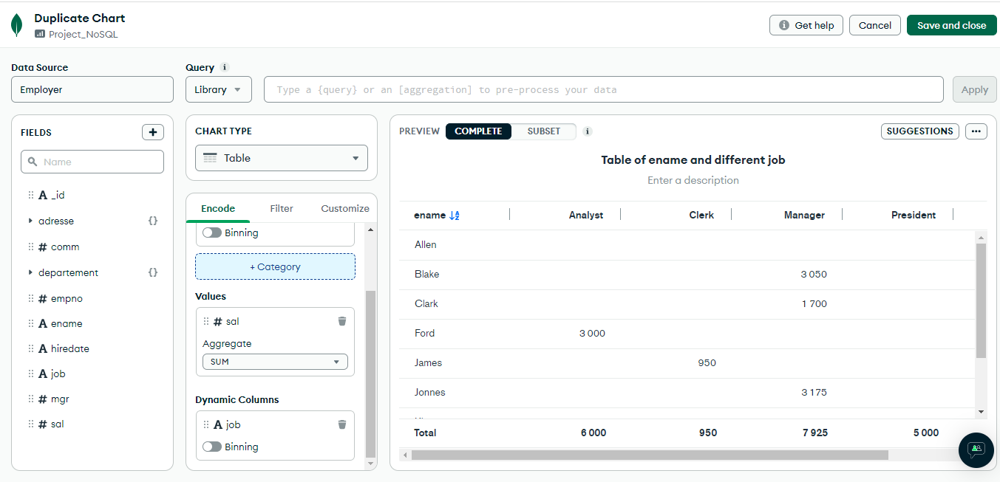 Duplicate Chart
Project_NoSQL
Get help
Cancel
Save and close
Data Source
Query
Employer
Library
Type a {query} or an [aggregation] to pre-process your data
Apply
FIELDS
+
Name
A _id
adresse {}
# comm
departement {}
# empno
A ename
A hiredate
A job
# mgr
# sal
CHART TYPE
Table
Encode Filter Customize
Binning
+ Category
Values
# sal
Aggregate
SUM
Dynamic Columns
A job
Binning
PREVIEW COMPLETE SUBSET
SUGGESTIONS
Table of ename and different job
Enter a description
ename Analyst Clerk Manager President
Allen
Blake 3 050
Clark 1 700
Ford 3 000
James 950
Jonnes 3 175
Total 6 000 950 7 925 5 000